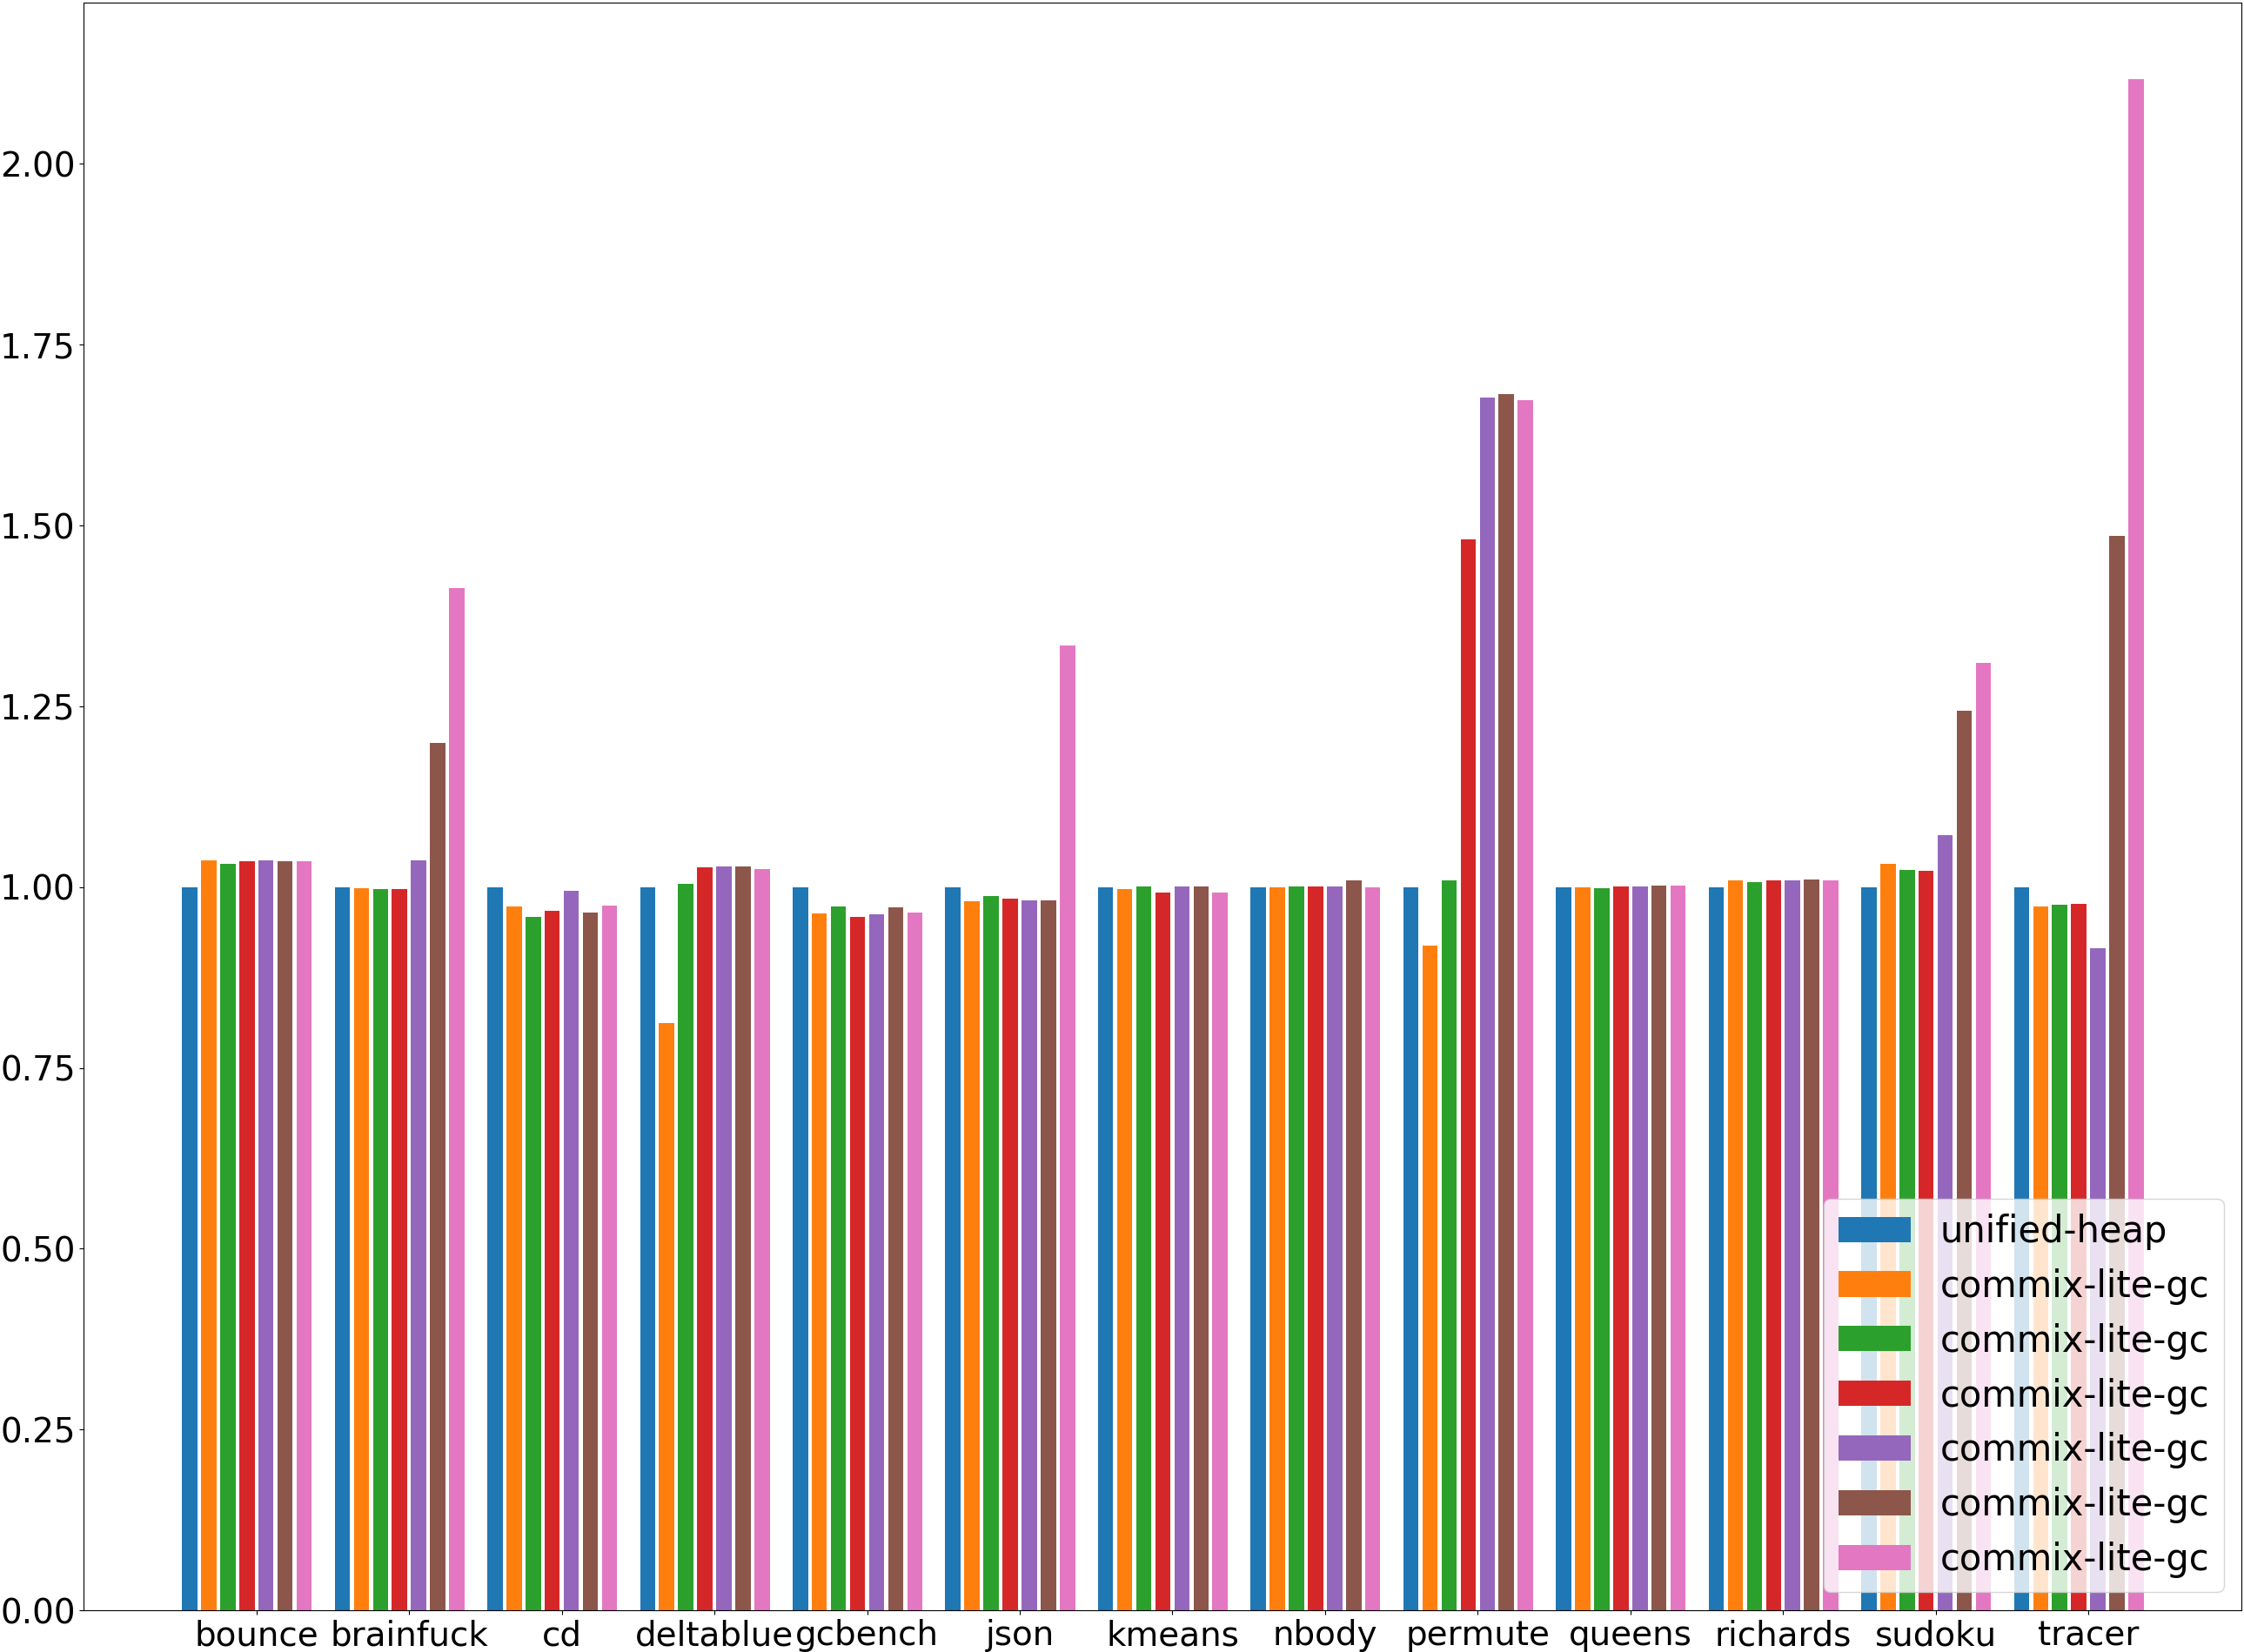 2.00
1.75
1.50
1.25
1.00
0.75
0.50
0.25
0.00
bounce brainfuck cd deltablue gcbench json kmeans nbody permute queens richards sudoku tracer
unified-heap
commix-lite-gc
commix-lite-gc
commix-lite-gc
commix-lite-gc
commix-lite-gc
commix-lite-gc